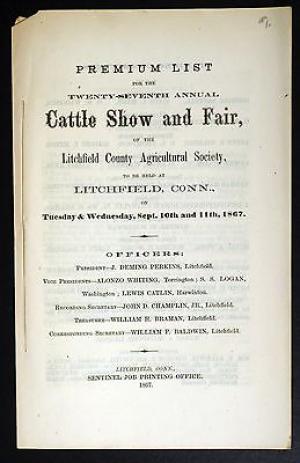 PREMIUM LIST
FOR THE
TWENTY-SEVENTH ANNUAL
Cattle Show and Fair,
OF THE
Litchfield County Agricultural Society,
TO BE HELD AT
LITCHFIELD, CONN.,
ON
Tuesday & Wednesday, Sept. 10th and 11th, 1867.
OFFICERS:
President—J. DEMING PERKINS, Litchfield.
Vice Presidents—ALONZO WHITING, Torrington; S. S. LOGAN,
Washington; LEWIS CATLIN, Harwinton.
Recording Secretary—JOHN D. CHAMPLIN, JR., Litchfield.
Treasurer—WILLIAM H. BRAMAN, Litchfield.
Corresponding Secretary—WILLIAM P. BALDWIN, Litchfield.
LITCHFIELD, CONN.,
SENTINEL JOB PRINTING OFFICE.
1867.